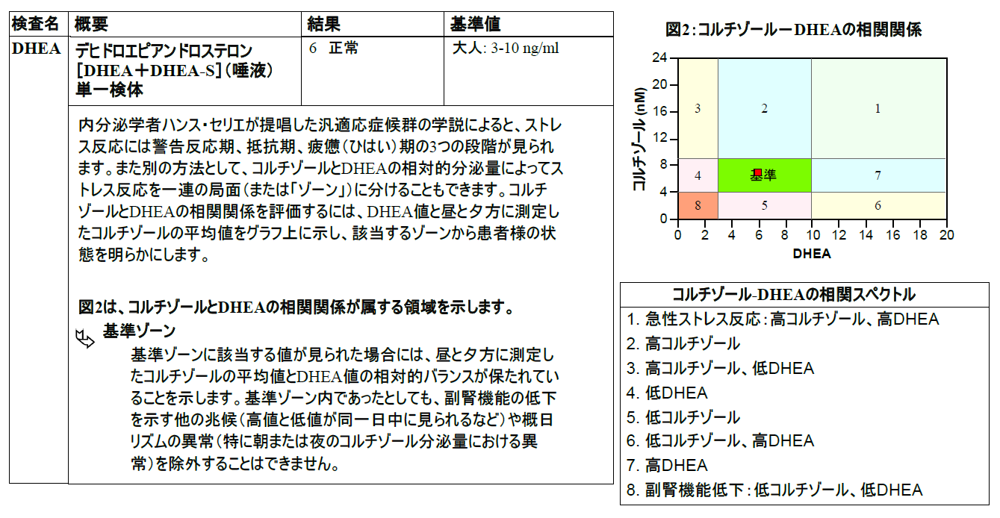 検査名 概要 結果 基準値
DHEA デヒドロエピアンドロステロン 6 正常 大人: 3-10 ng/ml
［DHEA＋DHEA-S］（唾液）
単一検体
内分泌学者ハンス・セリエが提唱した汎適応症候群の学説によると、ストレ
ス反応には警告反応期、抵抗期、疲憊（ひはい）期の3つの段階が見られ
ます。また別の方法として、コルチゾールとDHEAの相対的分泌量によってス
トレス反応を一連の局面（または「ゾーン」）に分けることもできます。コルチ
ゾールとDHEAの相関関係を評価するには、DHEA値と昼と夕方に測定し
たコルチゾールの平均値をグラフ上に示し、該当するゾーンから患者様の状
態を明らかにします。
図2は、コルチゾールとDHEAの相関関係が属する領域を示します。
基準ゾーン
基準ゾーンに該当する値が見られた場合には、昼と夕方に測定し
たコルチゾールの平均値とDHEA値の相対的バランスが保たれてい
ることを示します。基準ゾーン内であったとしても、副腎機能の低下
を示す他の兆候（高値と低値が同一日中に見られるなど）や概日
リズムの異常（特に朝または夜のコルチゾール分泌量における異
常）を除外することはできません。
図2：コルチゾールーDHEAの相関関係
コルチゾール (nM)
24
20
16
12
8
4
0
3 2 1
4 基準 7
8 5 6
0 2 4 6 8 10 12 14 16 18 20
DHEA
コルチゾール-DHEAの相関スペクトル
1. 急性ストレス反応：高コルチゾール、高DHEA
2. 高コルチゾール
3. 高コルチゾール、低DHEA
4. 低DHEA
5. 低コルチゾール
6. 低コルチゾール、高DHEA
7. 高DHEA
8. 副腎機能低下：低コルチゾール、低DHEA